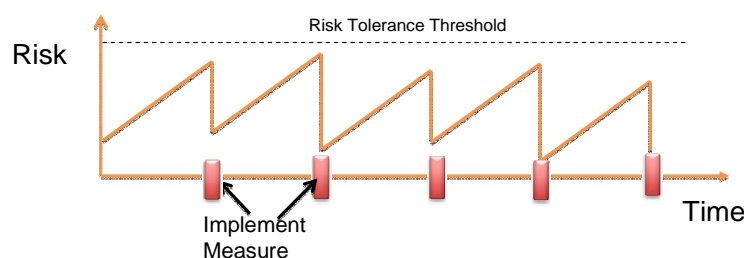 Risk Tolerance Threshold
Risk
Time
Implement
Measure